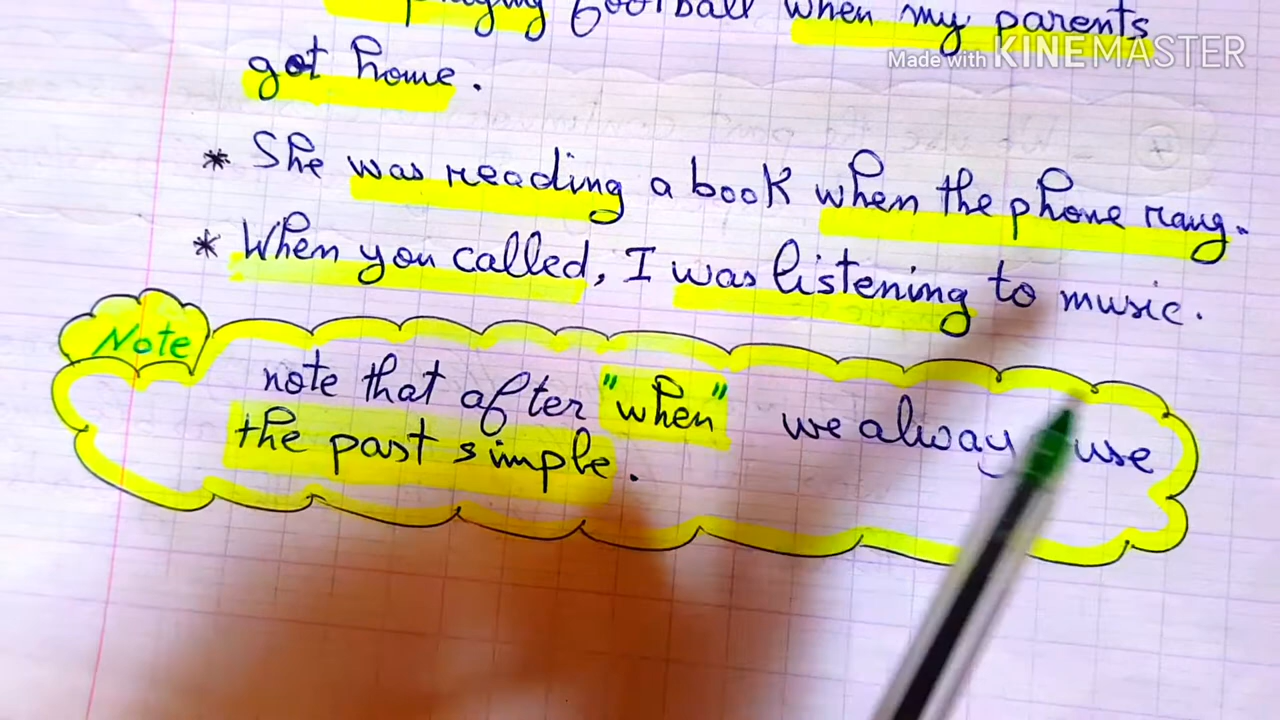 playing football when my parents
Made with KINEMASTER
got home.
* She was reading a book when the phone rang.
* When you called, I was listening to music.
Note
note that after "when" we always use
the past simple.